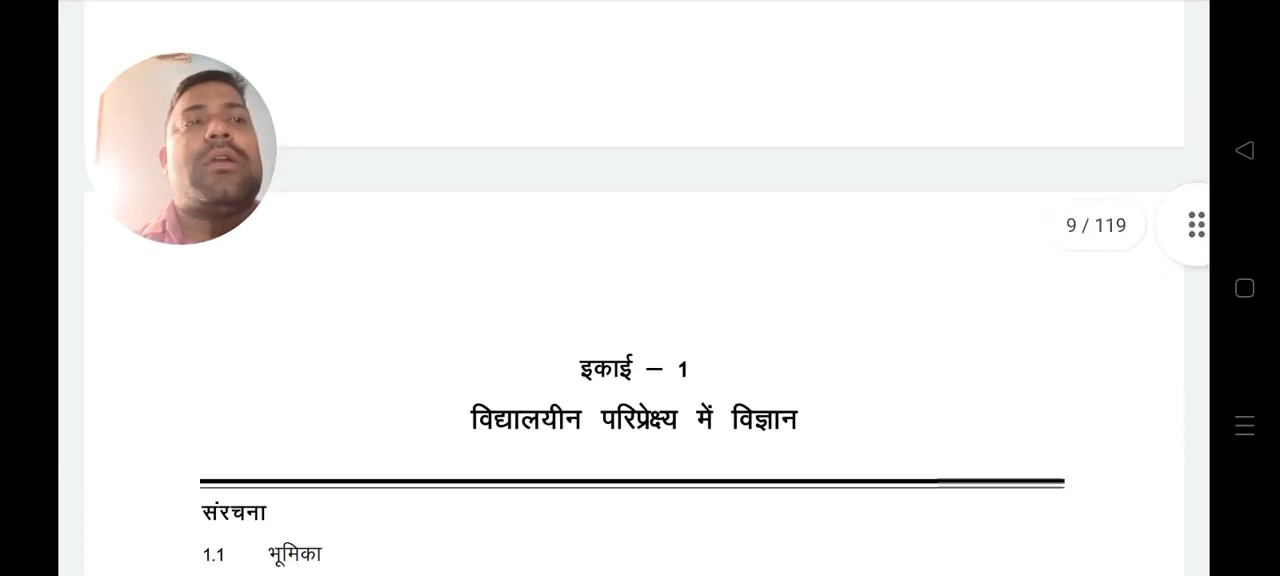 9 / 119
इकाई – 1
विद्यालयीन परिप्रेक्ष्य में विज्ञान
संरचना
1.1 भूमिका